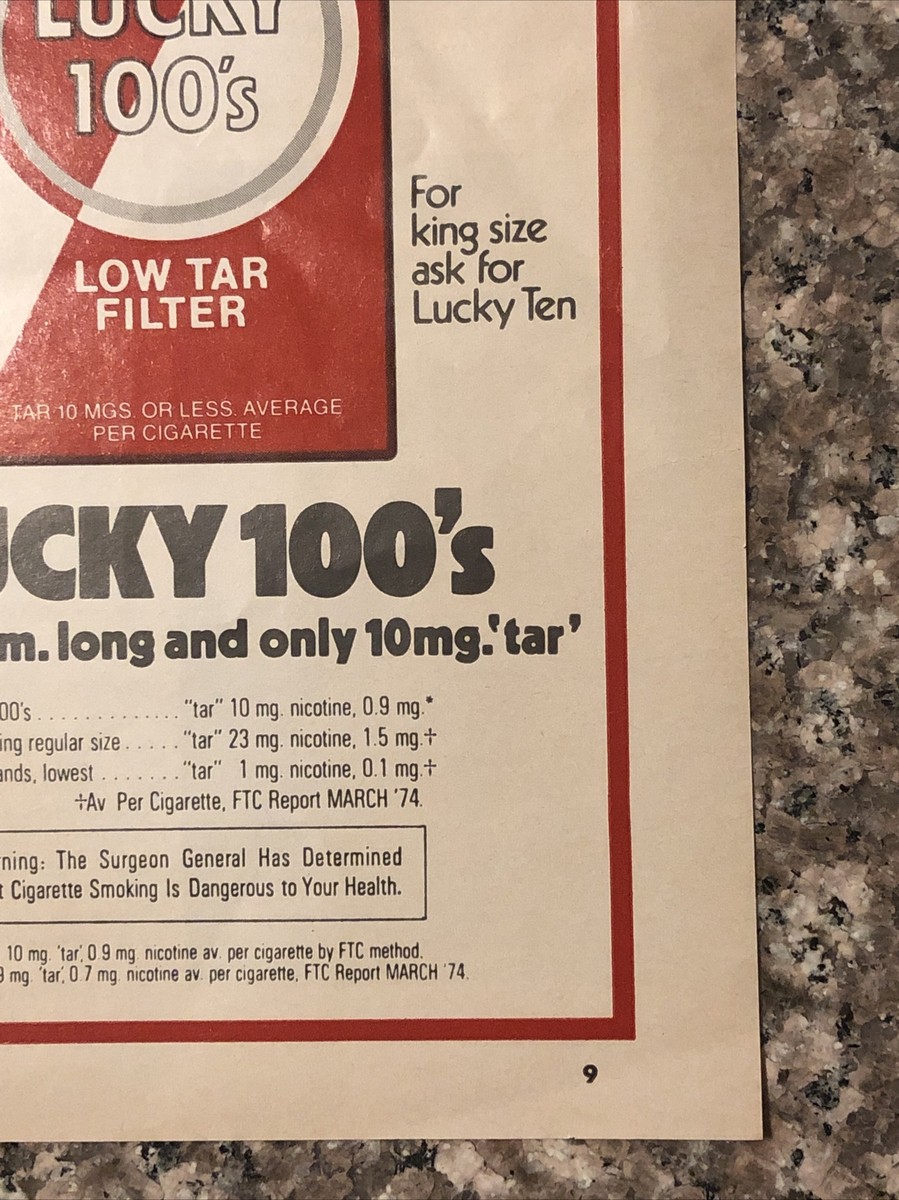 LUCKY
100's
LOW TAR
FILTER
TAR 10 MGS. OR LESS. AVERAGE
PER CIGARETTE
For
king size
ask for
Lucky Ten
UCKY 100's
m. long and only 10mg.'tar'
00's ............. "tar" 10 mg. nicotine, 0.9 mg.*
ing regular size ..... "tar" 23 mg. nicotine, 1.5 mg.†
ands, lowest ....... "tar" 1 mg. nicotine, 0.1 mg.†
†Av Per Cigarette, FTC Report MARCH '74.
rning: The Surgeon General Has Determined
t Cigarette Smoking Is Dangerous to Your Health.
10 mg. 'tar', 0.9 mg. nicotine av. per cigarette by FTC method.
9 mg. 'tar', 0.7 mg. nicotine av. per cigarette, FTC Report MARCH '74.
9